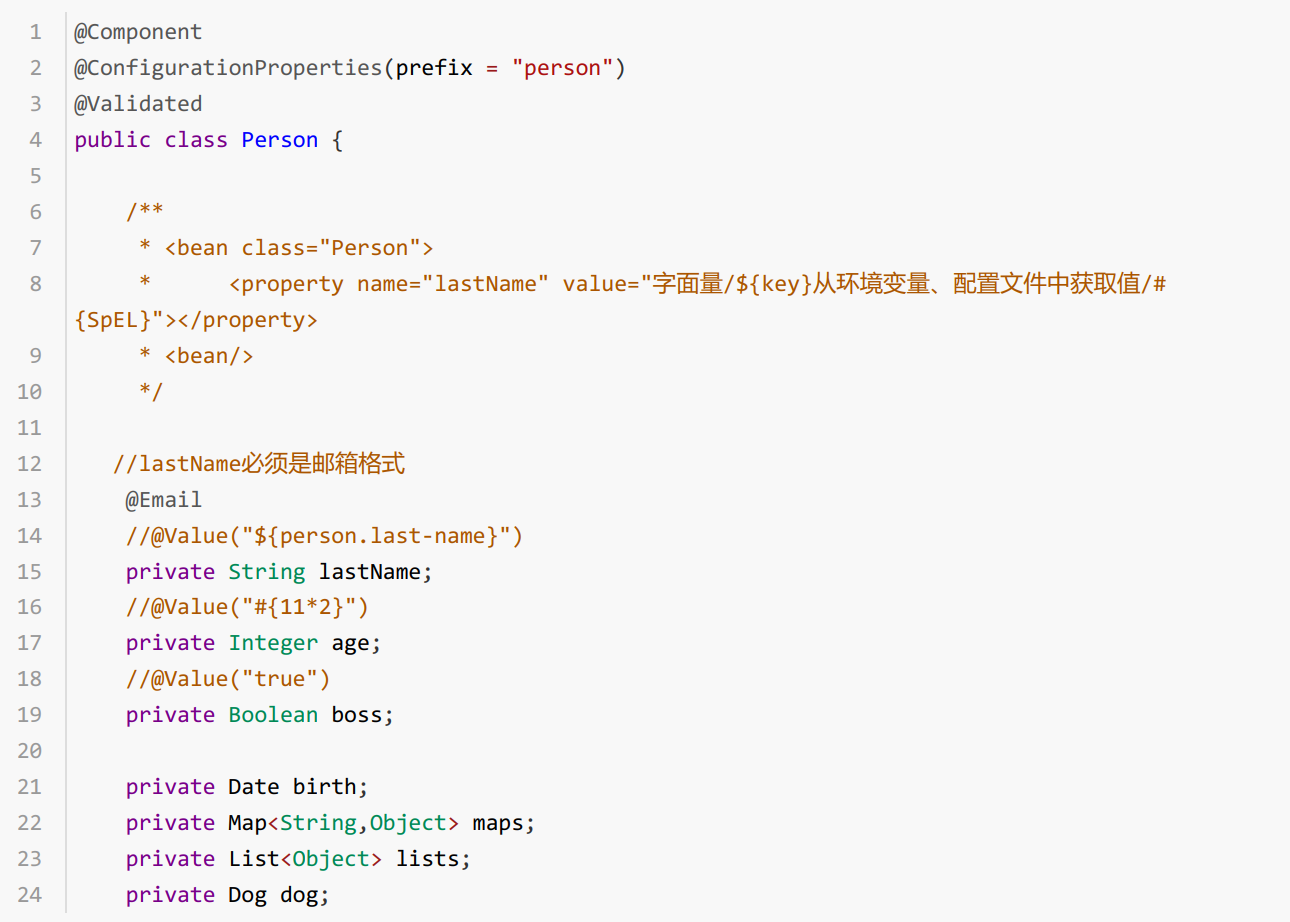 1 @Component
2 @ConfigurationProperties(prefix = "person")
3 @Validated
4 public class Person {
5
6     /**
7      * <bean class="Person">
8      *      <property name="lastName" value="字面量/${key}从环境变量、配置文件中获取值/#
{SpEL}"></property>
9      * <bean/>
10      */
11
12    //lastName必须是邮箱格式
13     @Email
14     //@Value("${person.last-name}")
15     private String lastName;
16     //@Value("#{11*2}")
17     private Integer age;
18     //@Value("true")
19     private Boolean boss;
20
21     private Date birth;
22     private Map<String,Object> maps;
23     private List<Object> lists;
24     private Dog dog;